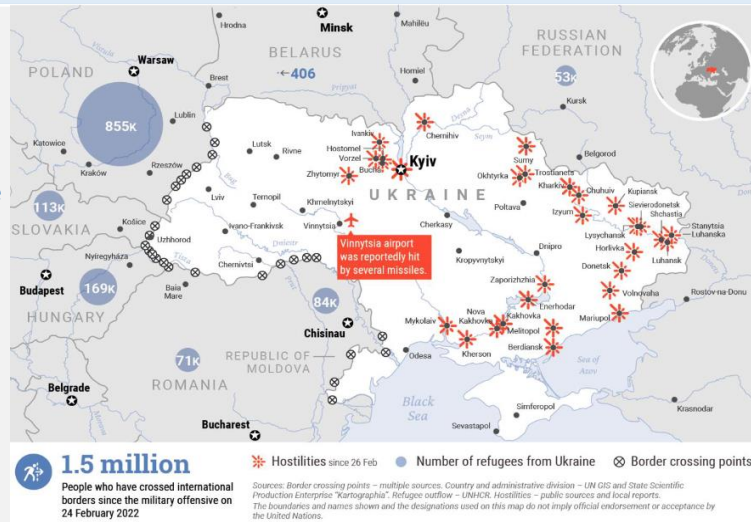 Hrodna
Minsk
Mahilëu
RUSSIAN
FEDERATION
BELARUS
←406
Vistula
Warsaw
POLAND
Brest
Pripyat
Homiel
53K
Kursk
855K
Lublin
Desna
Seym
Ivankiv
Chernihiv
Katowice
Kraków
Rzeszów
Lutsk
Rivne
Hostomel
Vorzel
Bucha
Kyiv
Sumy
Belgorod
Zhytomyr
Okhtyrka
Trostianets
Kharkiv
Chuhuiv
Kupiansk
Sievierodonetsk
Shchastia
Lviv
Ternopil
Khmelnytskyi
UKRAINE
Poltava
Izyum
Lysychansk
Stanytsia
Luhanska
113K
SLOVAKIA
Košice
Uzhhorod
Ivano-Frankivsk
Vinnytsia
Cherkasy
Horlivka
Luhansk
Dnister
Vinnytsia airport
was reportedly hit
by several missiles.
Kropyvnytskyi
Dnipro
Donetsk
Nyíregyháza
Tisza
Chernivtsi
Budapest
169K
HUNGARY
Baia
Mare
Prut
84K
Zaporizhzhia
Enerhodar
Volnovaha
Rostov-na-Donu
Chisinau
Mykolaiv
Nova
Kakhovka
Kakhovka
Melitopol
Mariupol
71K
ROMANIA
REPUBLIC OF
MOLDOVA
Odesa
Kherson
Berdiansk
Sea of
Azov
Belgrade
Black
Sea
Simferopol
Krasnodar
Bucharest
Sevastapol
1.5 million
People who have crossed international
borders since the military offensive on
24 February 2022
Hostilities since 26 Feb
Number of refugees from Ukraine
Border crossing points
Sources: Border crossing points – multiple sources. Country and administrative division – UN GIS and State Scientific
Production Enterprise "Kartographia". Refugee outflow – UNHCR. Hostilities – public sources and local reports.
The boundaries and names shown and the designations used on this map do not imply official endorsement or acceptance by
the United Nations.